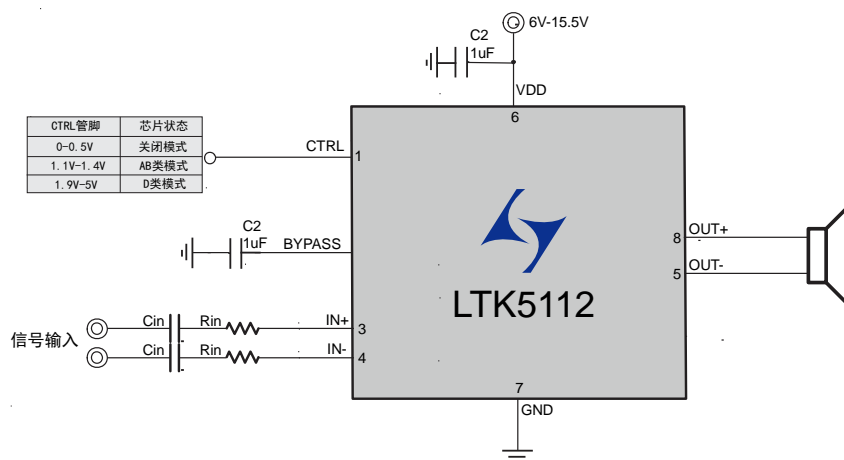 6V-15.5V
C2
1uF
VDD
6
CTRL管脚 芯片状态
0-0.5V 关闭模式
1.1V-1.4V AB类模式
1.9V-5V D类模式
CTRL
1
C2
1uF
BYPASS
8
OUT+
5
OUT-
LTK5112
信号输入
Cin
Rin
IN+
3
Cin
Rin
IN-
4
7
GND